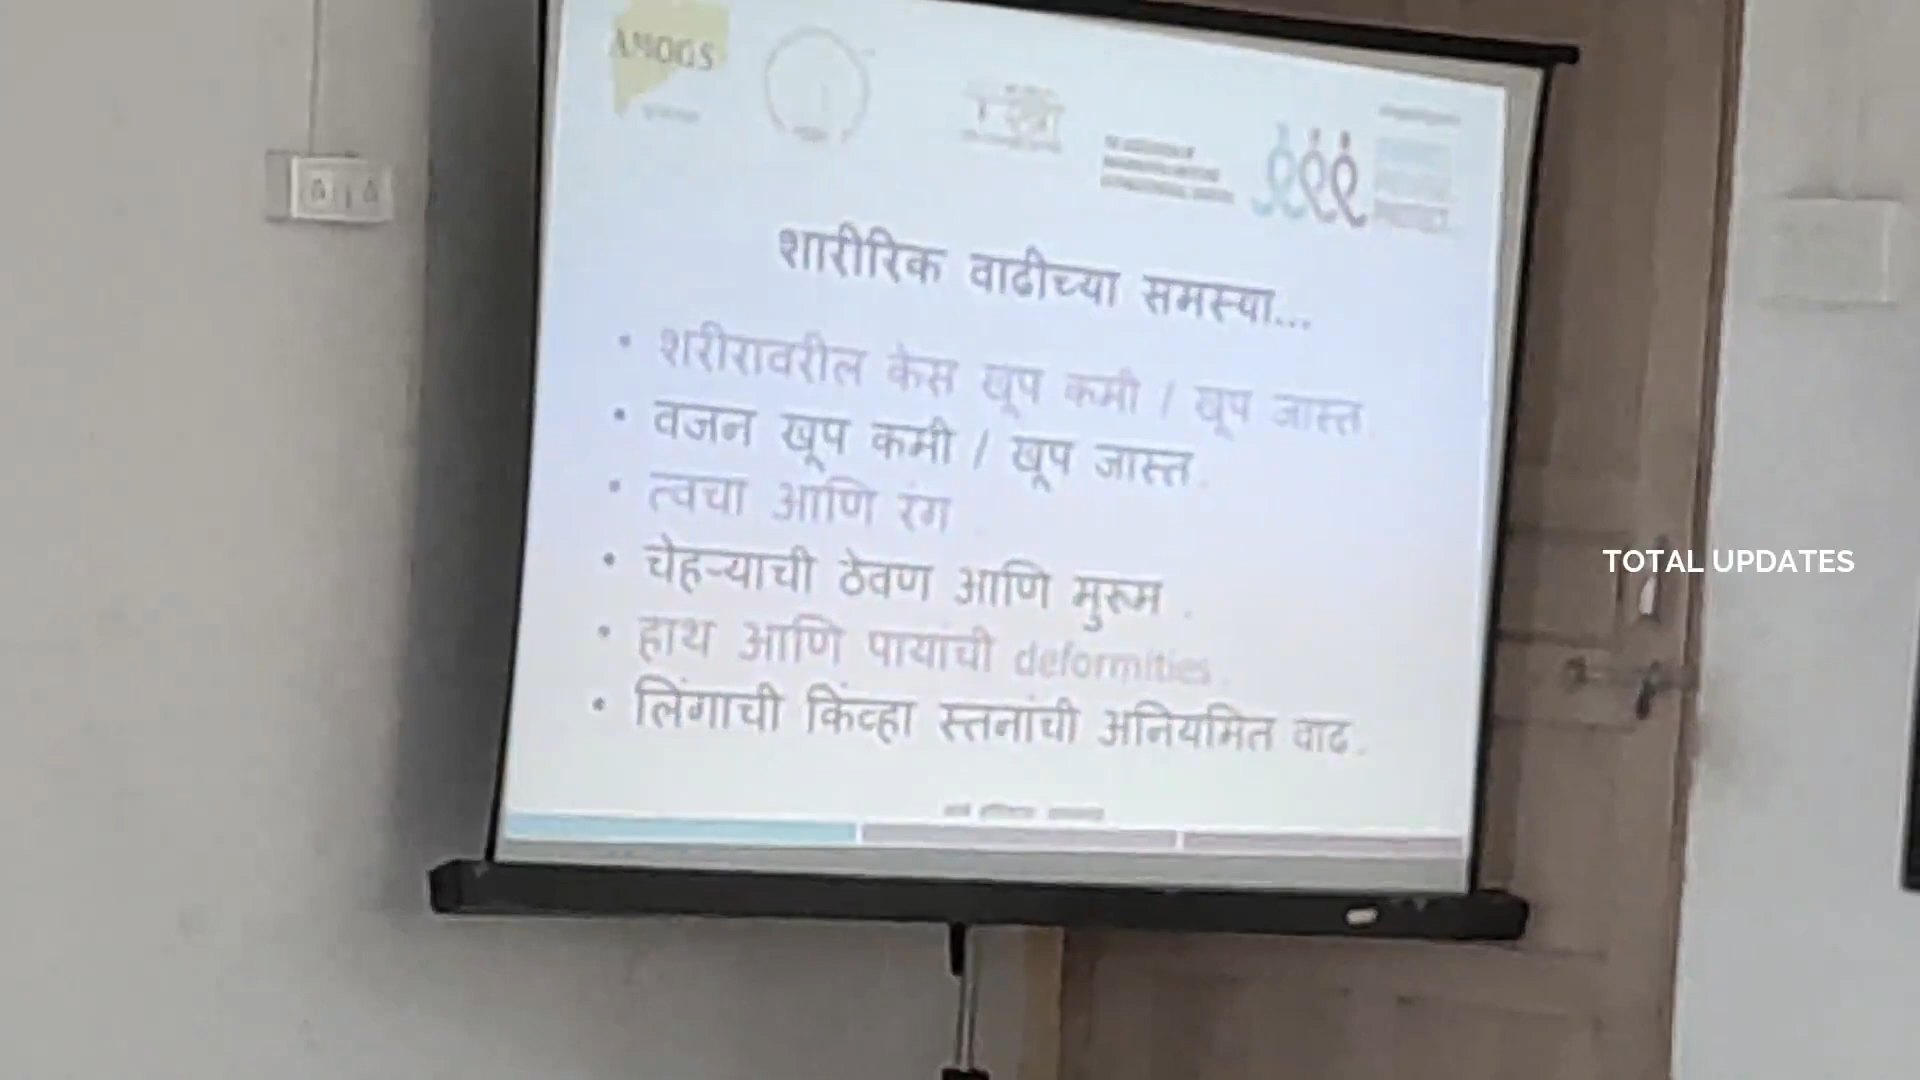 AMOGS
शारीरिक वाढीच्या समस्या...
• शरीरावरील केस खूप कमी / खूप जास्त.
• वजन खूप कमी / खूप जास्त.
• त्वचा आणि रंग .
• चेहऱ्याची ठेवण आणि मुरूम .
• हाथ आणि पायांची deformities.
• लिंगाची किंव्हा स्तनांची अनियमित वाढ.
TOTAL UPDATES